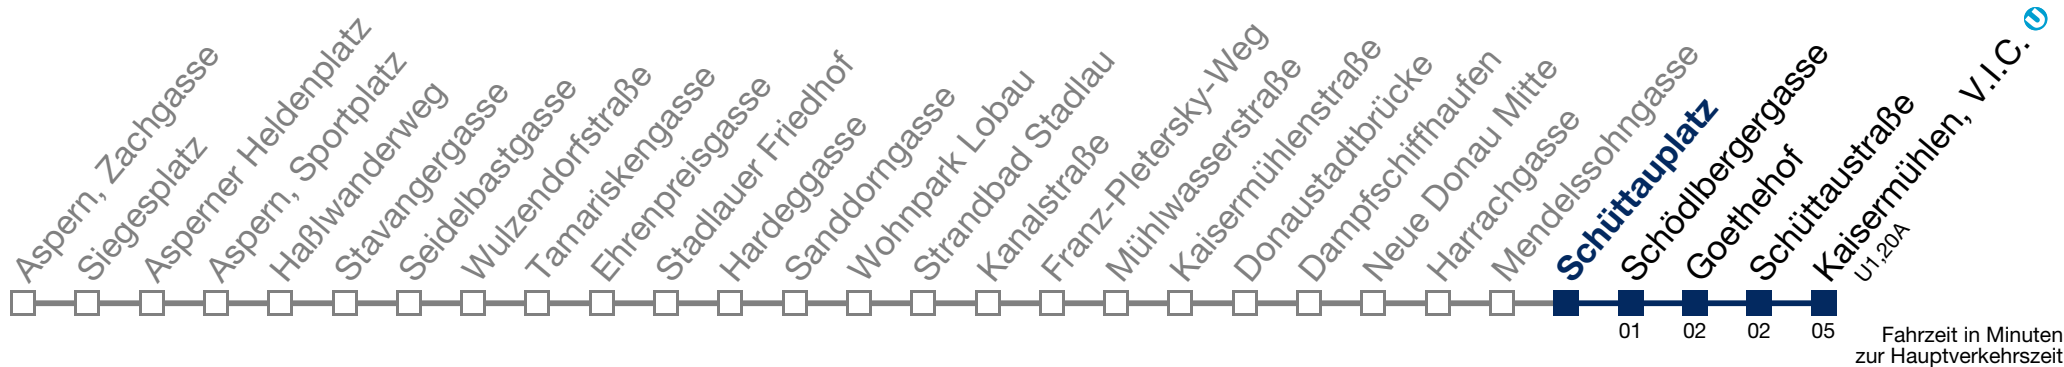 Aspern, Zachgasse
Siegesplatz
Asperner Heldenplatz
Aspern, Sportplatz
Haßlwanderweg
Stavangergasse
Seidelbastgasse
Wulzendorfstraße
Tamariskengasse
Ehrenpreisgasse
Stadlauer Friedhof
Hardeggasse
Sanddorngasse
Wohnpark Lobau
Strandbad Stadlau
Kanalstraße
Franz-Pletersky-Weg
Mühlwasserstraße
Kaisermühlenstraße
Donaustadtbrücke
Dampfschiffhaufen
Neue Donau Mitte
Harrachgasse
Mendelssohngasse
Schüttauplatz
Schödlbergergasse
Goethehof
Schüttaustraße
Kaisermühlen, V.I.C. U
U1,20A
01 02 02 05
Fahrzeit in Minuten
zur Hauptverkehrszeit